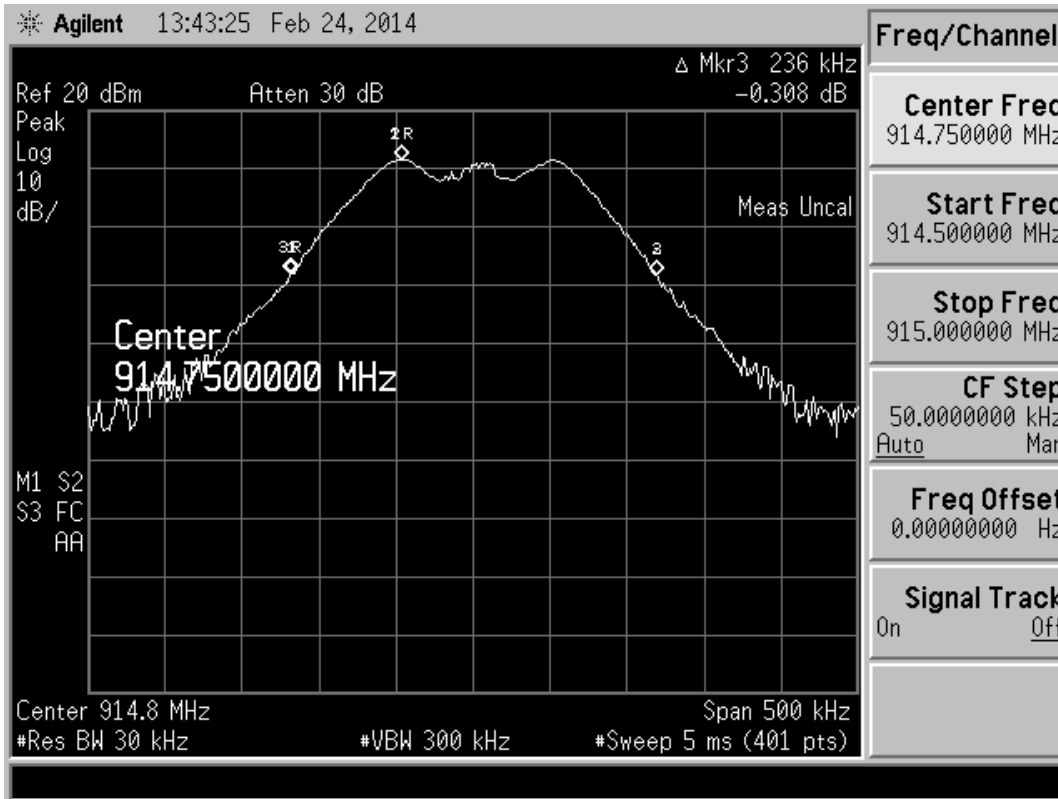 Agilent 13:43:25 Feb 24, 2014
Freq/Channel
Δ Mkr3 236 kHz
Ref 20 dBm Atten 30 dB -0.308 dB
Peak
Log
10
dB/
Meas Uncal
1R
3R
3
Center
914.7500000 MHz
M1 S2
S3 FC
AA
Center 914.8 MHz Span 500 kHz
#Res BW 30 kHz #VBW 300 kHz #Sweep 5 ms (401 pts)
Center Freq
914.750000 MHz
Start Freq
914.500000 MHz
Stop Freq
915.000000 MHz
CF Step
50.0000000 kHz
Auto Man
Freq Offset
0.00000000 Hz
Signal Track
On Off